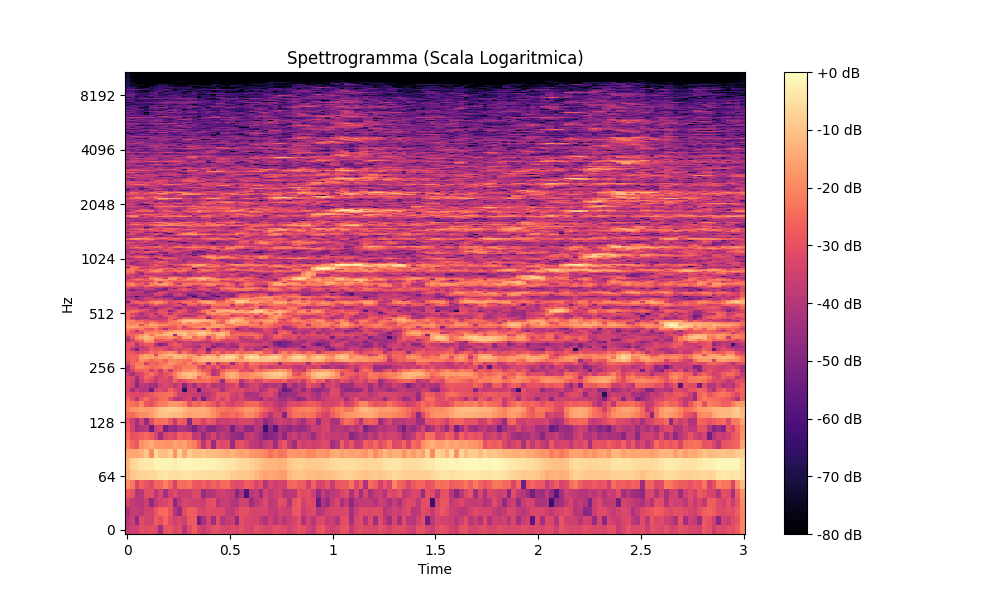 Spettrogramma (Scala Logaritmica)
Hz
8192
4096
2048
1024
512
256
128
64
0
0
0.5
1
1.5
2
2.5
3
Time
+0 dB
-10 dB
-20 dB
-30 dB
-40 dB
-50 dB
-60 dB
-70 dB
-80 dB